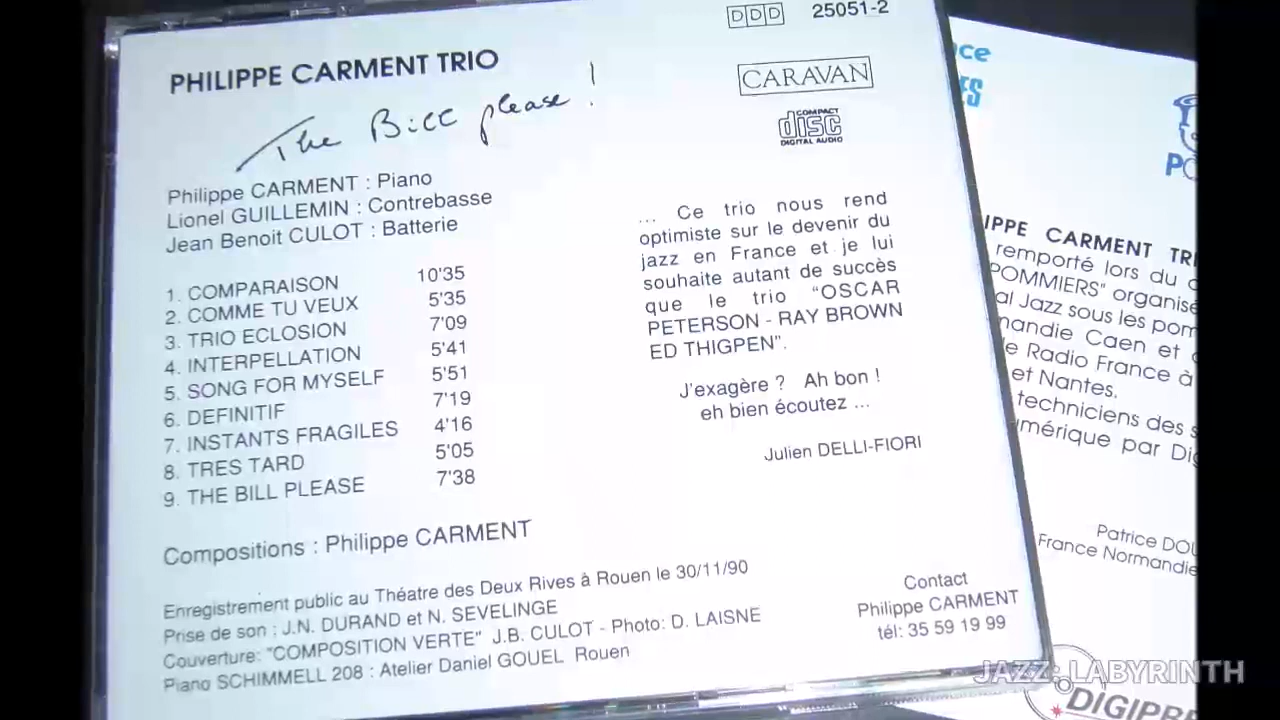 DDD 25051-2
PHILIPPE CARMENT TRIO
The Bill please !
CARAVAN
COMPACT
disc
DIGITAL AUDIO
Philippe CARMENT : Piano
Lionel GUILLEMIN : Contrebasse
Jean Benoit CULOT : Batterie
1. COMPARAISON 10'35
2. COMME TU VEUX 5'35
3. TRIO ECLOSION 7'09
4. INTERPELLATION 5'41
5. SONG FOR MYSELF 5'51
6. DEFINITIF 7'19
7. INSTANTS FRAGILES 4'16
8. TRES TARD 5'05
9. THE BILL PLEASE 7'38
... Ce trio nous rend
optimiste sur le devenir du
jazz en France et je lui
souhaite autant de succès
que le trio "OSCAR
PETERSON - RAY BROWN
ED THIGPEN".
J'exagère ? Ah bon !
eh bien écoutez ...
Julien DELLI-FIORI
Compositions : Philippe CARMENT
Enregistrement public au Théatre des Deux Rives à Rouen le 30/11/90
Prise de son : J.N. DURAND et N. SEVELINGE
Couverture: "COMPOSITION VERTE" J.B. CULOT - Photo: D. LAISNE
Piano SCHIMMELL 208 : Atelier Daniel GOUEL Rouen
Contact
Philippe CARMENT
tél: 35 59 19 99
CARMENT
remporté lors du
POMMIERS" organisé
Jazz sous les
Caen et
Radio France à
et Nantes.
techniciens des
par
Patrice
France Normandie
JAZZ: LABYRINTH